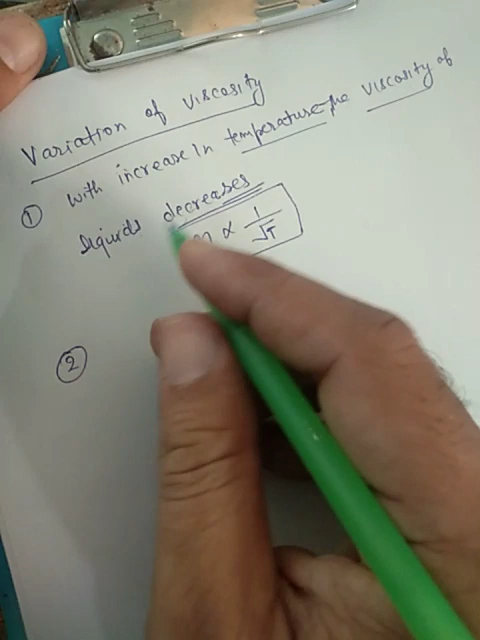 Variation of viscosity
① with increase in temperature the viscosity of
liquids decreases
η ∝ 1/√T
②